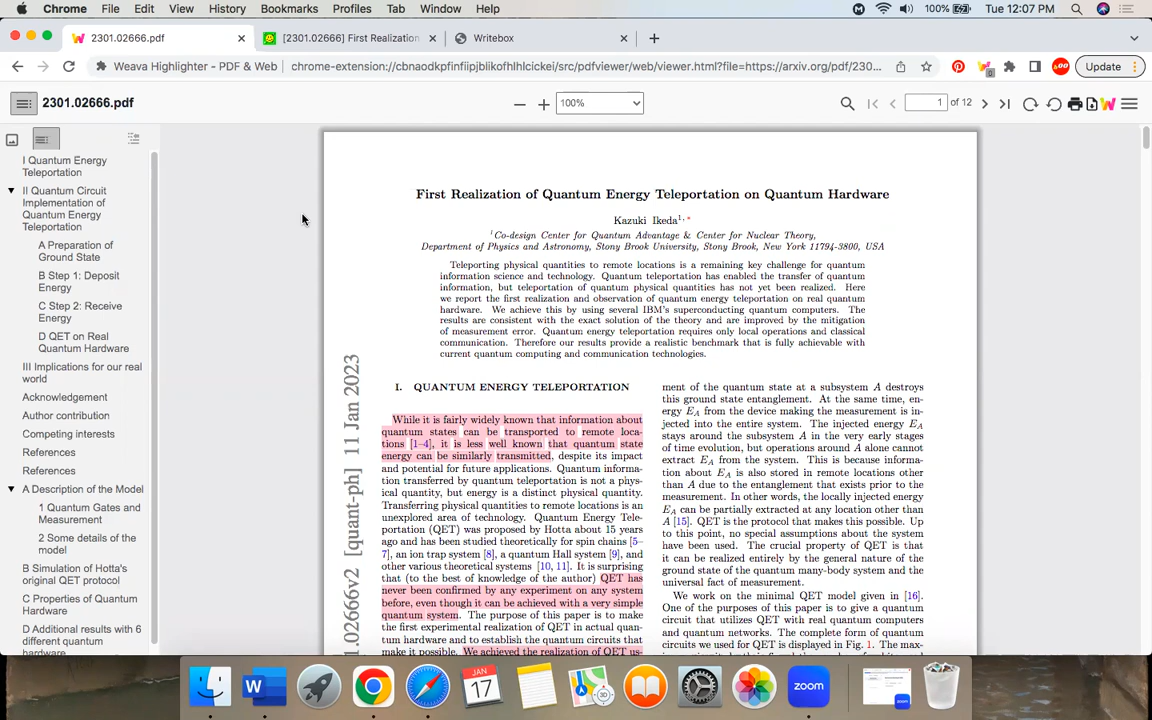 Chrome File Edit View History Bookmarks Profiles Tab Window Help 100% Tue 12:07 PM
2301.02666.pdf [2301.02666] First Realization Writebox
Weava Highlighter - PDF & Web chrome-extension://cbnaodkpfinfiipjblikofhlhlcickei/src/pdfviewer/web/viewer.html?file=https://arxiv.org/pdf/230... Update
2301.02666.pdf 100% 1 of 12
I Quantum Energy
Teleportation
II Quantum Circuit
Implementation of
Quantum Energy
Teleportation
A Preparation of
Ground State
B Step 1: Deposit
Energy
C Step 2: Receive
Energy
D QET on Real
Quantum Hardware
III Implications for our real
world
Acknowledgement
Author contribution
Competing interests
References
References
A Description of the Model
1 Quantum Gates and
Measurement
2 Some details of the
model
B Simulation of Hotta's
original QET protocol
C Properties of Quantum
Hardware
D Additional results with 6
different quantum
hardware
First Realization of Quantum Energy Teleportation on Quantum Hardware
Kazuki Ikeda1, *
1Co-design Center for Quantum Advantage & Center for Nuclear Theory,
Department of Physics and Astronomy, Stony Brook University, Stony Brook, New York 11794-3800, USA
Teleporting physical quantities to remote locations is a remaining key challenge for quantum
information science and technology. Quantum teleportation has enabled the transfer of quantum
information, but teleportation of quantum physical quantities has not yet been realized. Here
we report the first realization and observation of quantum energy teleportation on real quantum
hardware. We achieve this by using several IBM's superconducting quantum computers. The
results are consistent with the exact solution of the theory and are improved by the mitigation
of measurement error. Quantum energy teleportation requires only local operations and classical
communication. Therefore our results provide a realistic benchmark that is fully achievable with
current quantum computing and communication technologies.
1.02666v2 [quant-ph] 11 Jan 2023
I. QUANTUM ENERGY TELEPORTATION
While it is fairly widely known that information about
quantum states can be transported to remote loca-
tions [1–4], it is less well known that quantum state
energy can be similarly transmitted, despite its impact
and potential for future applications. Quantum informa-
tion transferred by quantum teleportation is not a phys-
ical quantity, but energy is a distinct physical quantity.
Transferring physical quantities to remote locations is an
unexplored area of technology. Quantum Energy Tele-
portation (QET) was proposed by Hotta about 15 years
ago and has been studied theoretically for spin chains [5–
7], an ion trap system [8], a quantum Hall system [9], and
other various theoretical systems [10, 11]. It is surprising
that (to the best of knowledge of the author) QET has
never been confirmed by any experiment on any system
before, even though it can be achieved with a very simple
quantum system. The purpose of this paper is to make
the first experimental realization of QET in actual quan-
tum hardware and to establish the quantum circuits that
make it possible. We achieved the realization of QET us-
ment of the quantum state at a subsystem A destroys
this ground state entanglement. At the same time, en-
ergy EA from the device making the measurement is in-
jected into the entire system. The injected energy EA
stays around the subsystem A in the very early stages
of time evolution, but operations around A alone cannot
extract EA from the system. This is because informa-
tion about EA is also stored in remote locations other
than A due to the entanglement that exists prior to the
measurement. In other words, the locally injected energy
EA can be partially extracted at any location other than
A [15]. QET is the protocol that makes this possible. Up
to this point, no special assumptions about the system
have been used. The crucial property of QET is that
it can be realized entirely by the general nature of the
ground state of the quantum many-body system and the
universal fact of measurement.
We work on the minimal QET model given in [16].
One of the purposes of this paper is to give a quantum
circuit that utilizes QET with real quantum computers
and quantum networks. The complete form of quantum
circuits we used for QET is displayed in Fig. 1. The max-
JAN
17
zoom